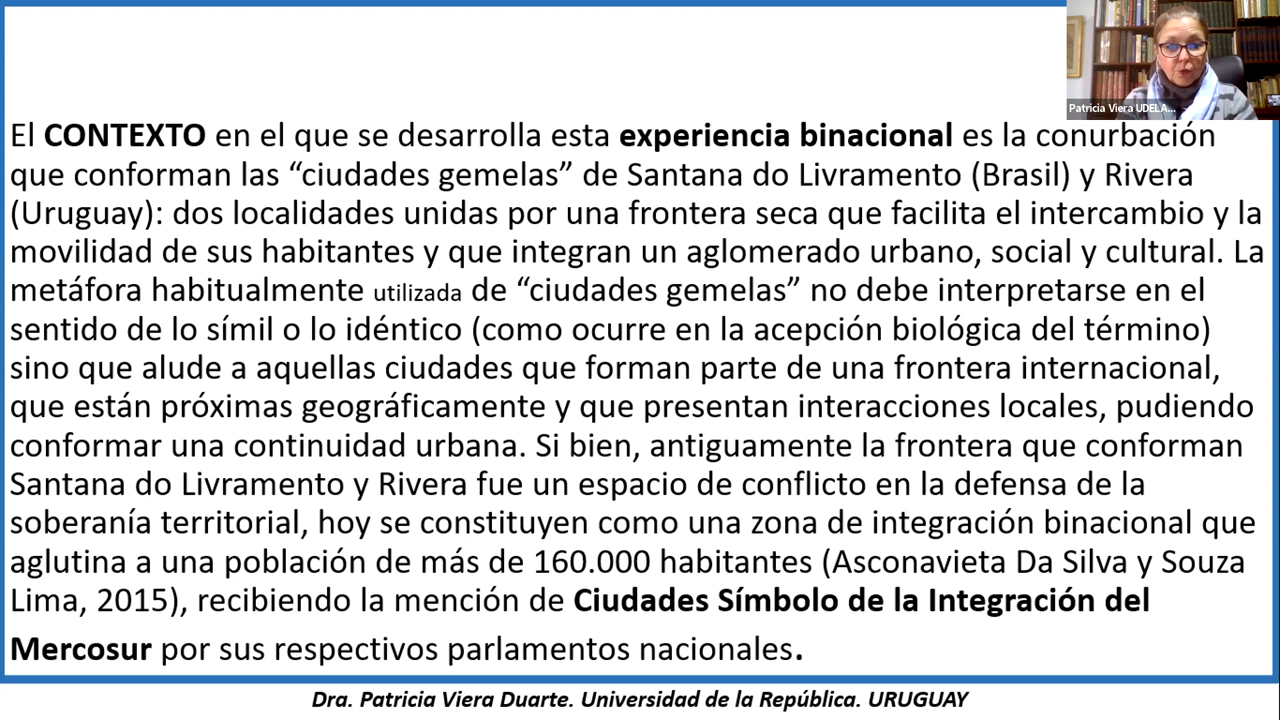 Patricia Viera UDELA...
El CONTEXTO en el que se desarrolla esta experiencia binacional es la conurbación
que conforman las “ciudades gemelas” de Santana do Livramento (Brasil) y Rivera
(Uruguay): dos localidades unidas por una frontera seca que facilita el intercambio y la
movilidad de sus habitantes y que integran un aglomerado urbano, social y cultural. La
metáfora habitualmente utilizada de “ciudades gemelas” no debe interpretarse en el
sentido de lo símil o lo idéntico (como ocurre en la acepción biológica del término)
sino que alude a aquellas ciudades que forman parte de una frontera internacional,
que están próximas geográficamente y que presentan interacciones locales, pudiendo
conformar una continuidad urbana. Si bien, antiguamente la frontera que conforman
Santana do Livramento y Rivera fue un espacio de conflicto en la defensa de la
soberanía territorial, hoy se constituyen como una zona de integración binacional que
aglutina a una población de más de 160.000 habitantes (Asconavieta Da Silva y Souza
Lima, 2015), recibiendo la mención de Ciudades Símbolo de la Integración del
Mercosur por sus respectivos parlamentos nacionales.
Dra. Patricia Viera Duarte. Universidad de la República. URUGUAY